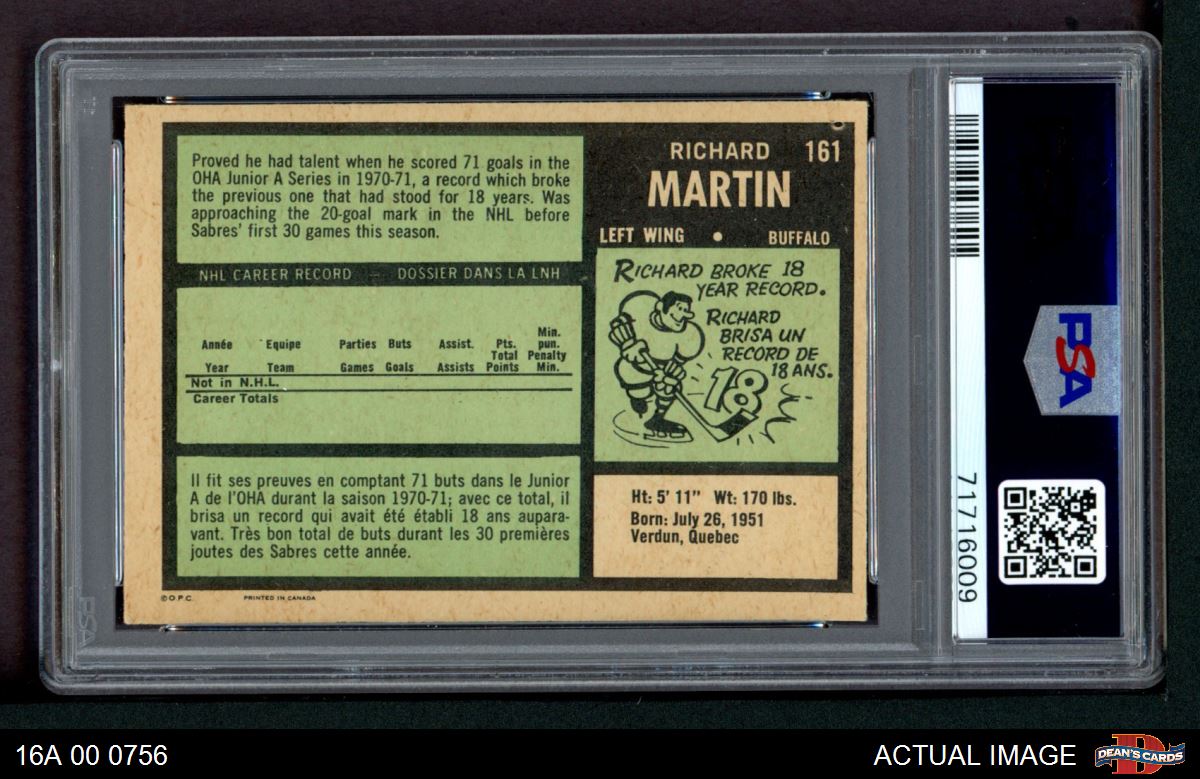 Proved he had talent when he scored 71 goals in the
OHA Junior A Series in 1970-71, a record which broke
the previous one that had stood for 18 years. Was
approaching the 20-goal mark in the NHL before
Sabres' first 30 games this season.
NHL CAREER RECORD — DOSSIER DANS LA LNH
Année Equipe Parties Buts Assist. Pts. Min. pun.
Year Team Games Goals Assists Total Points Penalty Min.
Not in N.H.L.
Career Totals
Il fit ses preuves en comptant 71 buts dans le Junior
A de l'OHA durant la saison 1970-71; avec ce total, il
brisa un record qui avait été établi 18 ans aupara-
vant. Très bon total de buts durant les 30 premières
joutes des Sabres cette année.
©O.P.C. PRINTED IN CANADA
RICHARD 161
MARTIN
LEFT WING • BUFFALO
RICHARD BROKE 18
YEAR RECORD.
RICHARD
BRISA UN
RECORD DE
18 ANS.
18
Ht: 5' 11" Wt: 170 lbs.
Born: July 26, 1951
Verdun, Quebec
PSA
71716009
PSA
16A 00 0756
ACTUAL IMAGE
DEAN'S CARDS